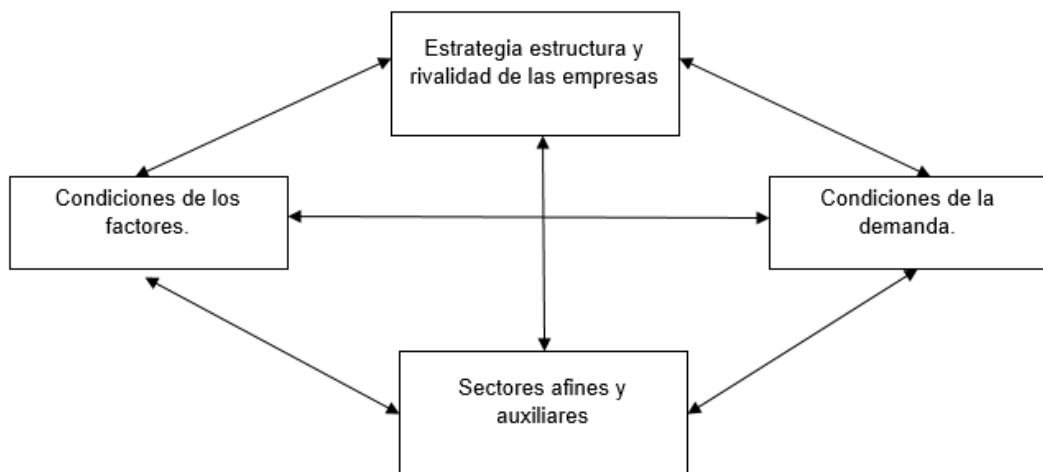 Estrategia estructura y
rivalidad de las empresas
Condiciones de los
factores.
Condiciones de la
demanda.
Sectores afines y
auxiliares